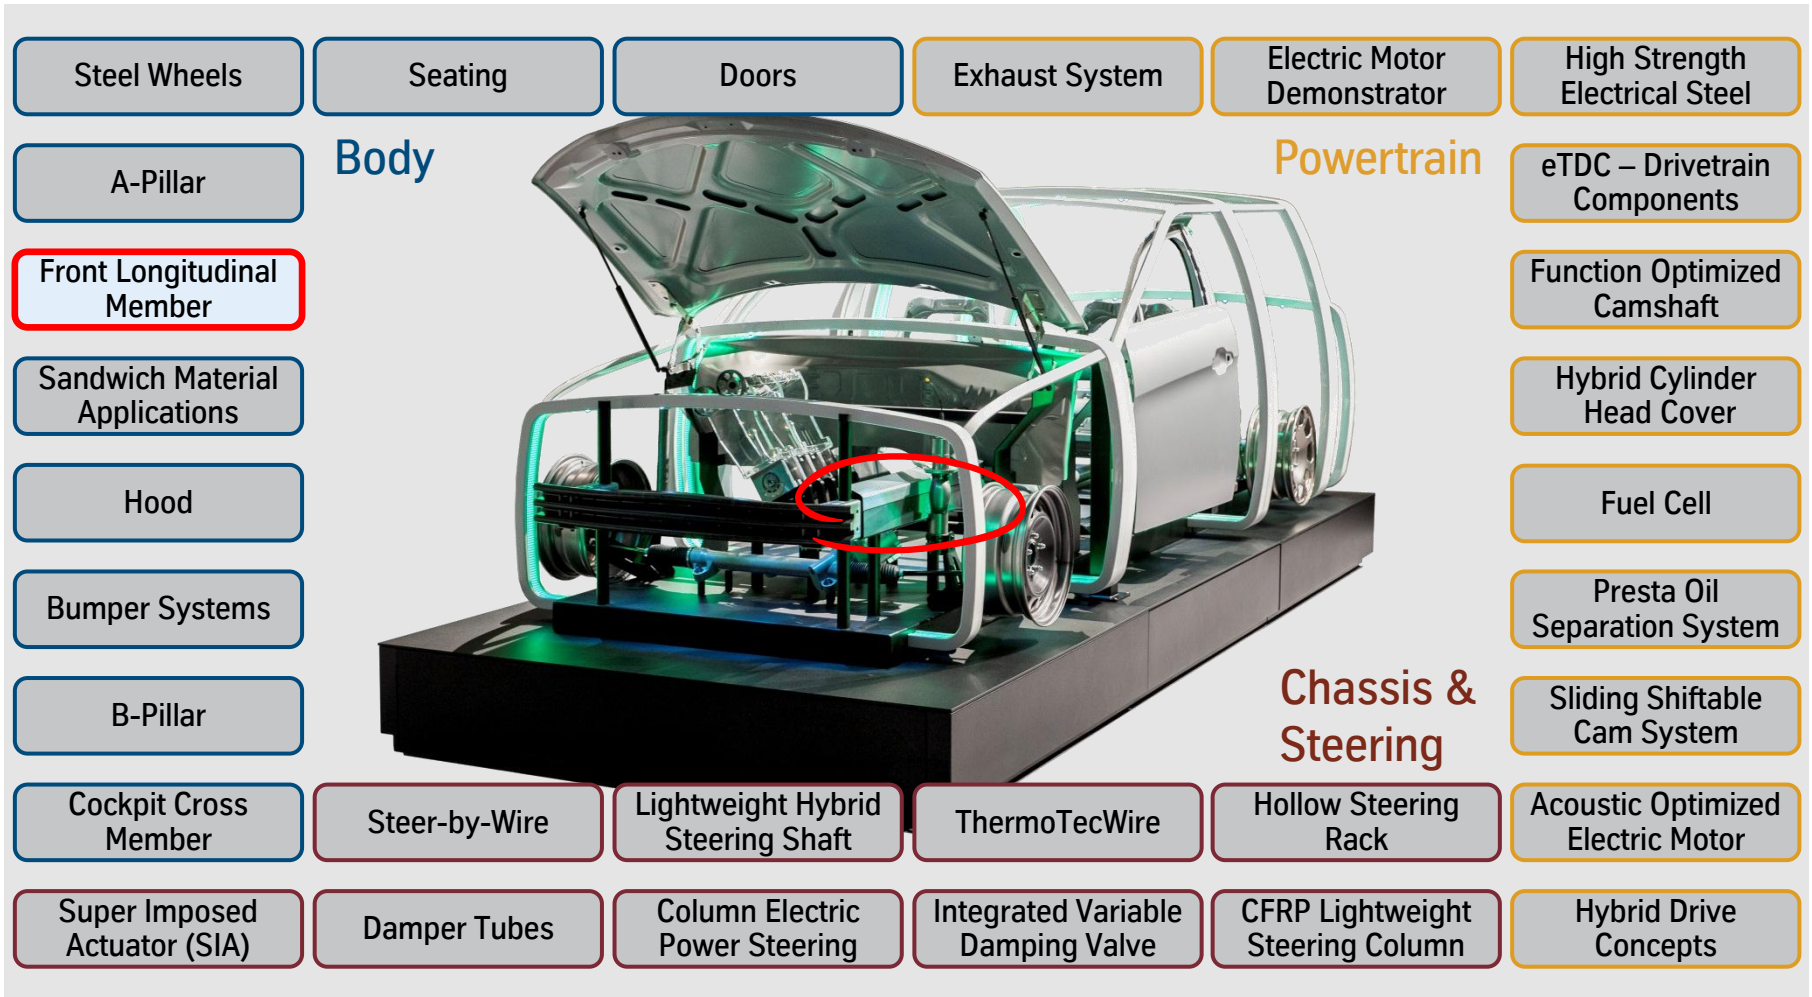 Steel Wheels
Seating
Doors
Exhaust System
Electric Motor
Demonstrator
High Strength
Electrical Steel
Body
Powertrain
A-Pillar
eTDC – Drivetrain
Components
Front Longitudinal
Member
Function Optimized
Camshaft
Sandwich Material
Applications
Hybrid Cylinder
Head Cover
Hood
Fuel Cell
Bumper Systems
Presta Oil
Separation System
B-Pillar
Chassis &
Steering
Sliding Shiftable
Cam System
Cockpit Cross
Member
Steer-by-Wire
Lightweight Hybrid
Steering Shaft
ThermoTecWire
Hollow Steering
Rack
Acoustic Optimized
Electric Motor
Super Imposed
Actuator (SIA)
Damper Tubes
Column Electric
Power Steering
Integrated Variable
Damping Valve
CFRP Lightweight
Steering Column
Hybrid Drive
Concepts